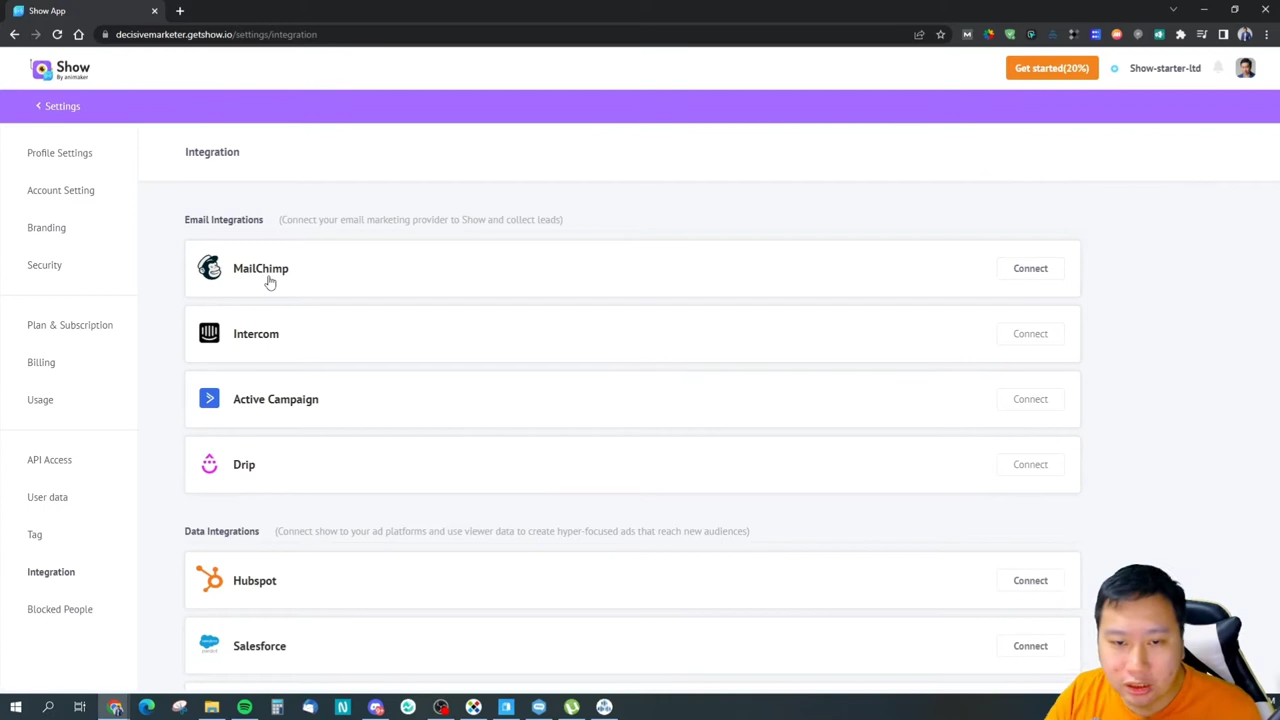 Show App
decisivemarketer.getshow.io/settings/integration
Show
By animaker
Get started(20%)
Show-starter-ltd
Settings
Profile Settings
Account Setting
Branding
Security
Plan & Subscription
Billing
Usage
API Access
User data
Tag
Integration
Blocked People
Integration
Email Integrations (Connect your email marketing provider to Show and collect leads)
MailChimp Connect
Intercom Connect
Active Campaign Connect
Drip Connect
Data Integrations (Connect show to your ad platforms and use viewer data to create hyper-focused ads that reach new audiences)
Hubspot Connect
Salesforce Connect